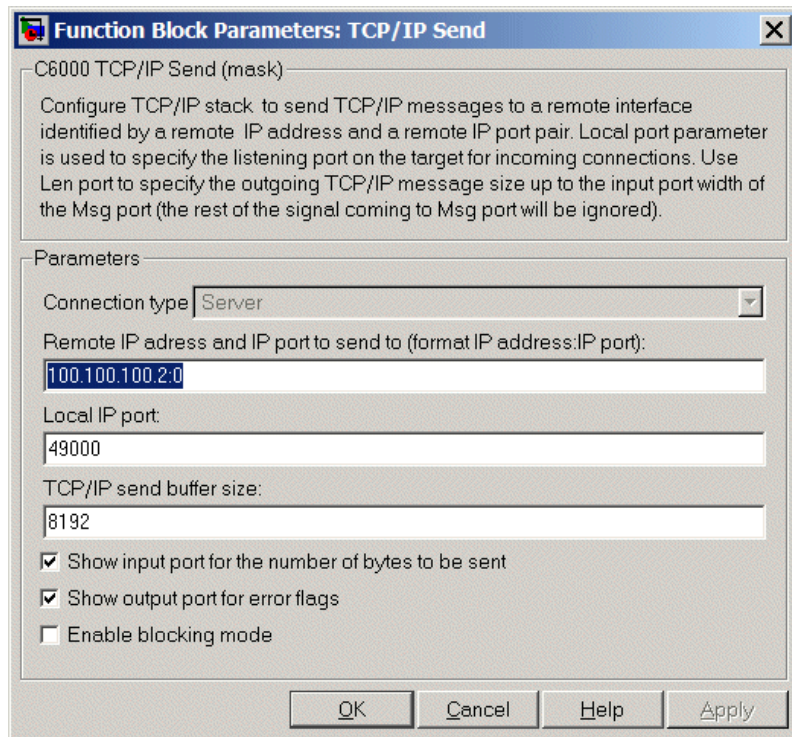 Function Block Parameters: TCP/IP Send
C6000 TCP/IP Send (mask)
Configure TCP/IP stack to send TCP/IP messages to a remote interface
identified by a remote IP address and a remote IP port pair. Local port parameter
is used to specify the listening port on the target for incoming connections. Use
Len port to specify the outgoing TCP/IP message size up to the input port width of
the Msg port (the rest of the signal coming to Msg port will be ignored).
Parameters
Connection type Server
Remote IP adress and IP port to send to (format IP address:IP port):
100.100.100.2:0
Local IP port:
49000
TCP/IP send buffer size:
8192
Show input port for the number of bytes to be sent
Show output port for error flags
Enable blocking mode
OK Cancel Help Apply